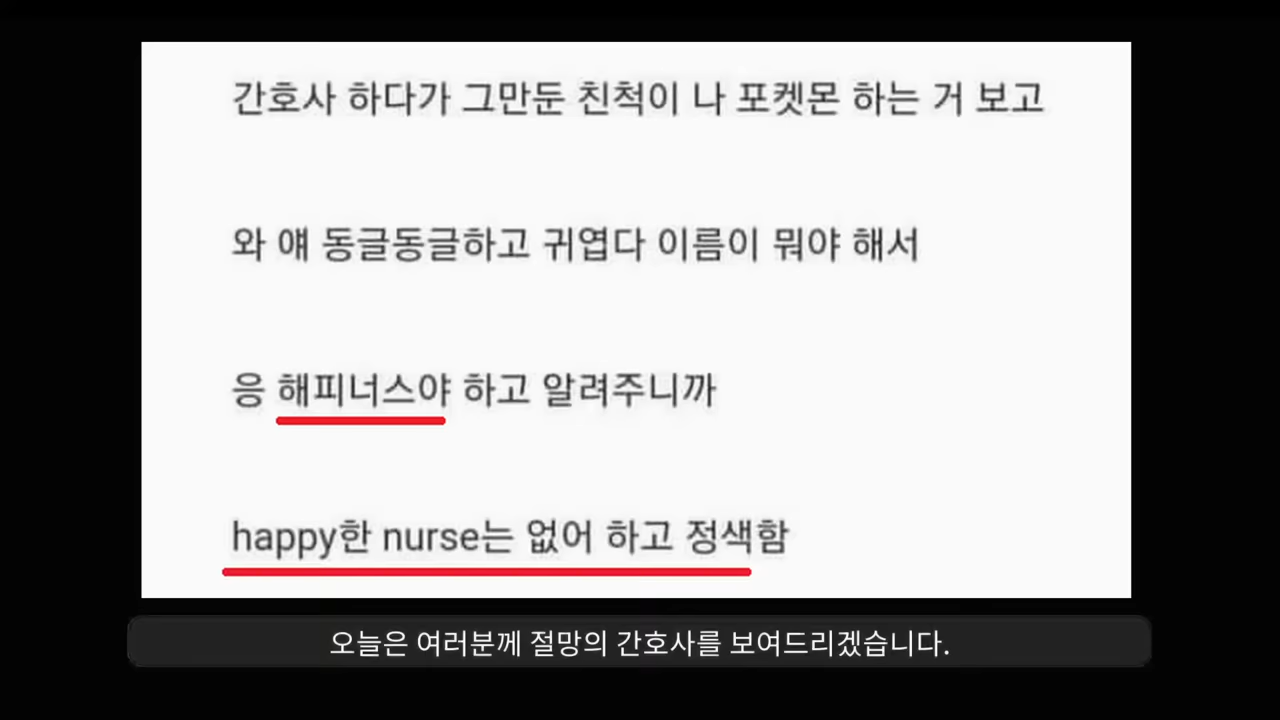 간호사 하다가 그만둔 친척이 나 포켓몬 하는 거 보고
와 얘 동글동글하고 귀엽다 이름이 뭐야 해서
응 해피너스야 하고 알려주니까
happy한 nurse는 없어 하고 정색함
오늘은 여러분께 절망의 간호사를 보여드리겠습니다.